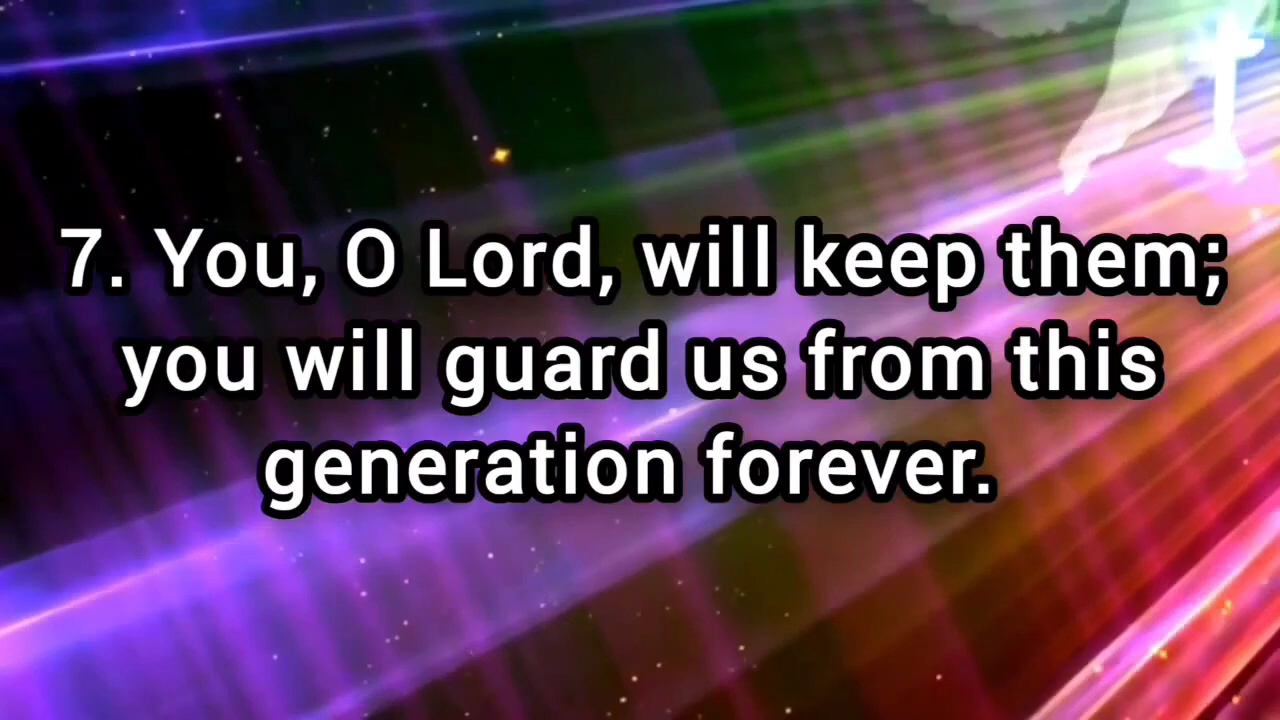 7. You, O Lord, will keep them;
you will guard us from this
generation forever.